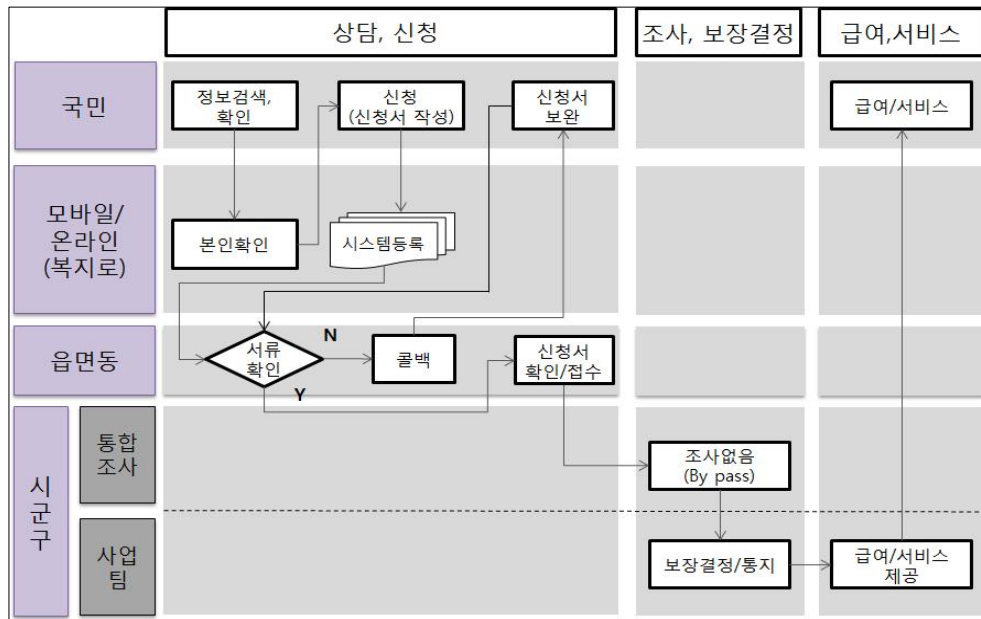 상담, 신청
조사, 보장결정
급여,서비스
국민
정보검색,
확인
신청
(신청서 작성)
신청서
보완
급여/서비스
모바일/
온라인
(복지로)
본인확인
시스템등록
읍면동
서류
확인
N
Y
콜백
신청서
확인/접수
시
군
구
통합
조사
조사없음
(By pass)
사업
팀
보장결정/통지
급여/서비스
제공